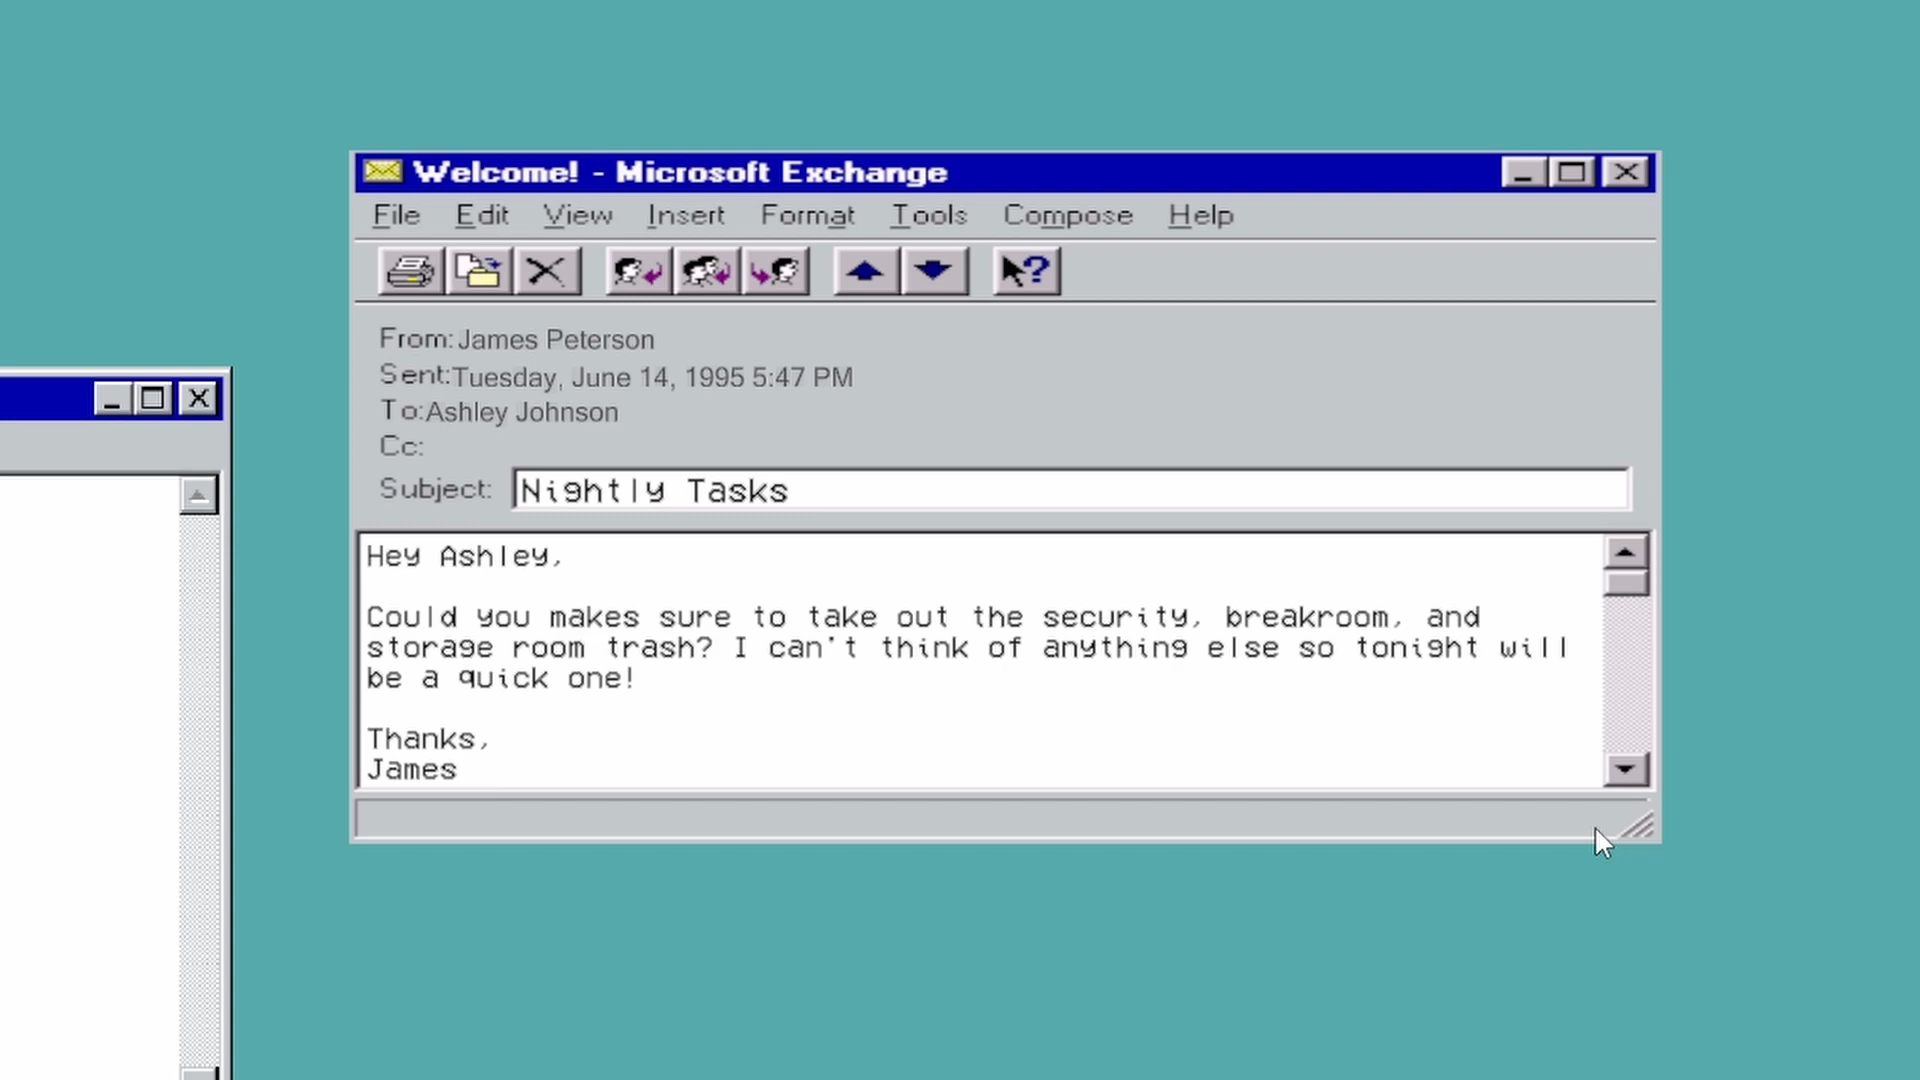 Welcome! - Microsoft Exchange
File Edit View Insert Format Tools Compose Help
From: James Peterson
Sent: Tuesday, June 14, 1995 5:47 PM
To: Ashley Johnson
Cc:
Subject: Nightly Tasks
Hey Ashley,
Could you makes sure to take out the security, breakroom, and
storage room trash? I can't think of anything else so tonight will
be a quick one!
Thanks,
James